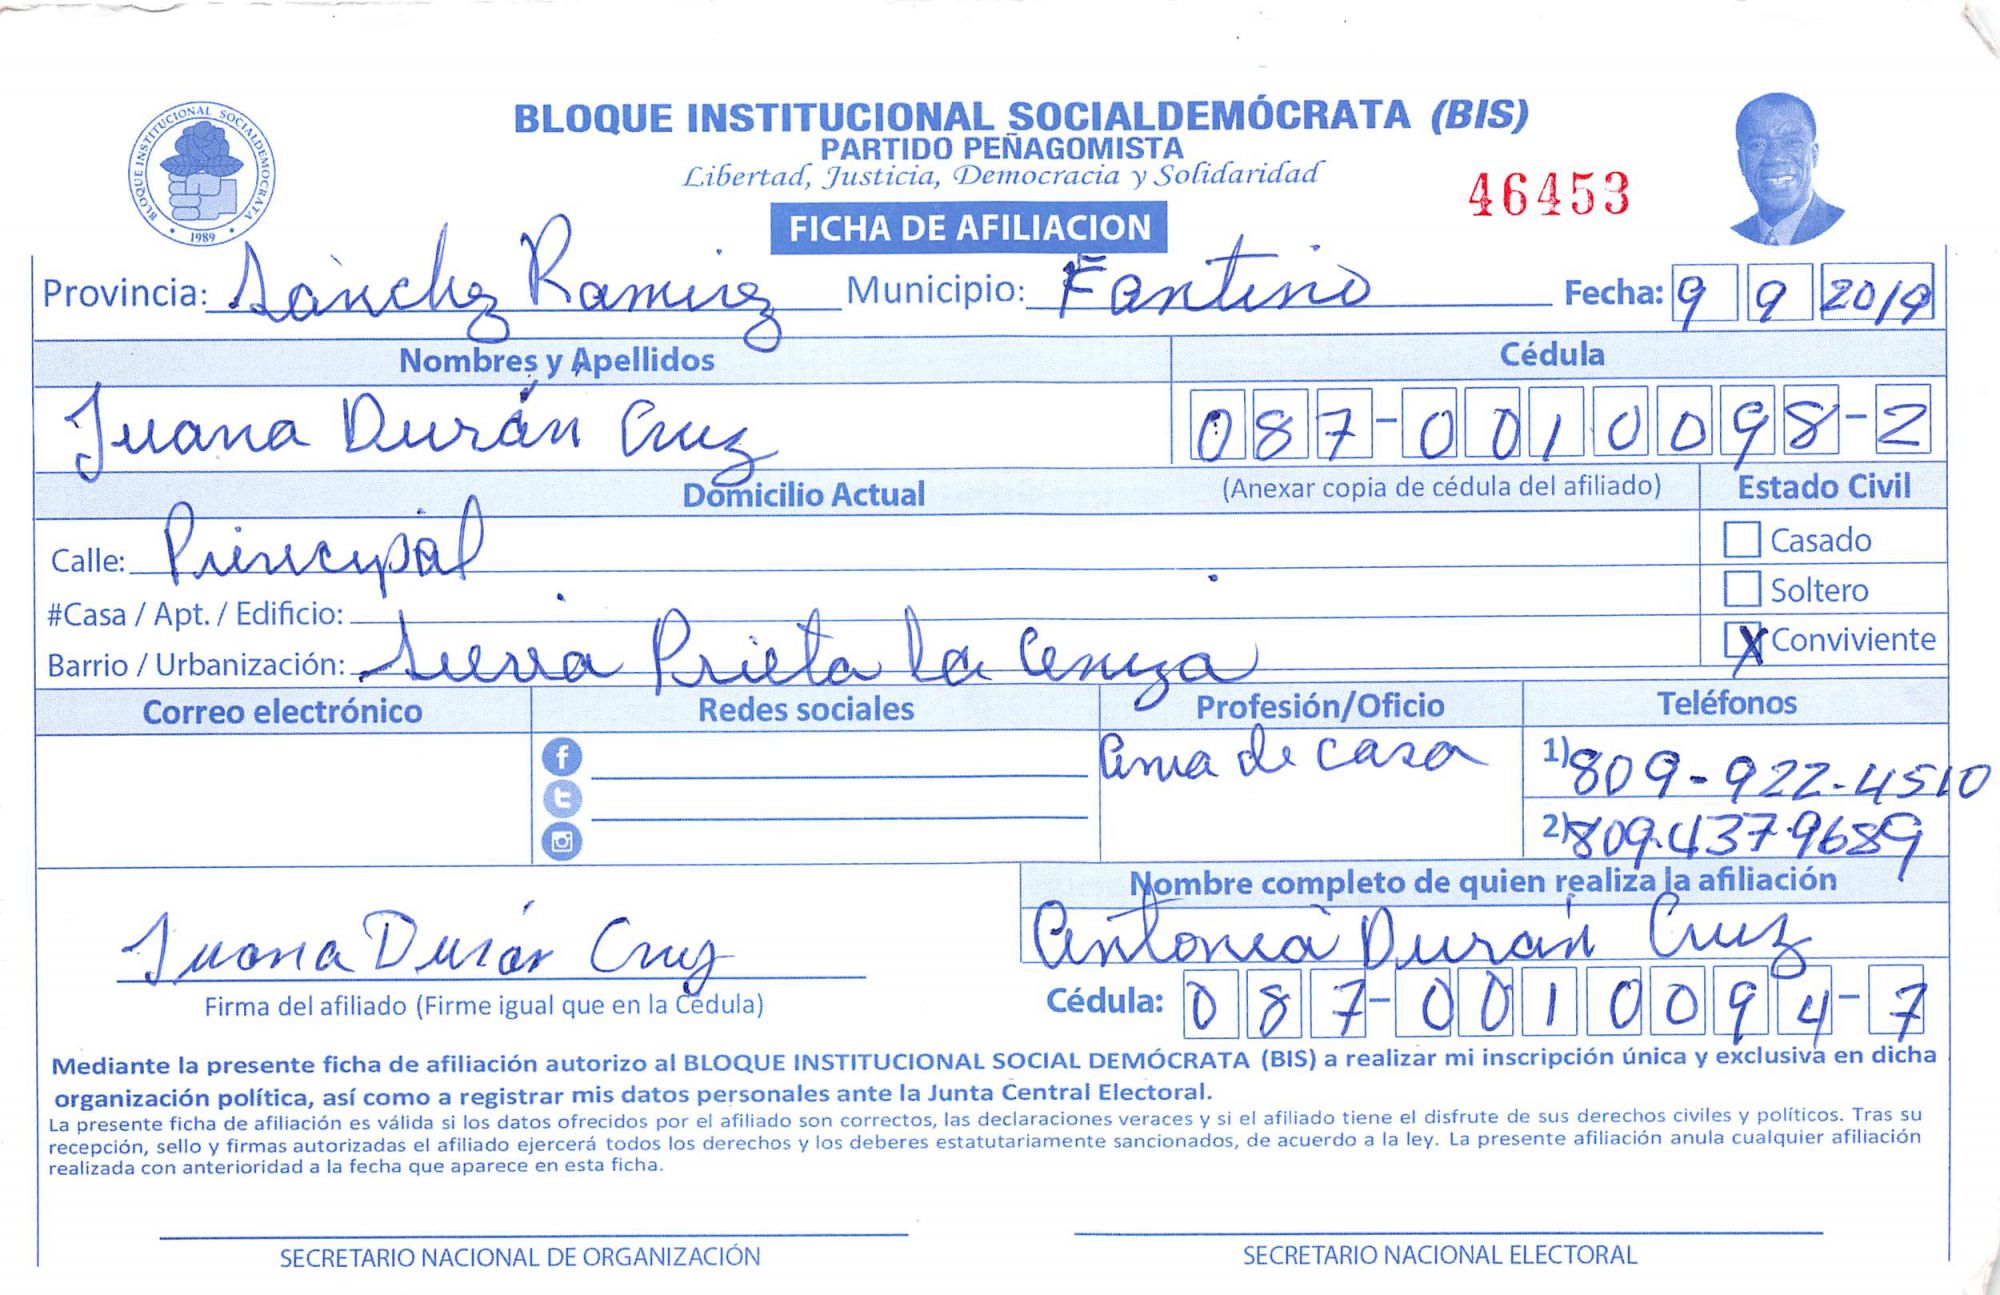 BLOQUE INSTITUCIONAL SOCIALDEMÓCRATA (BIS)
PARTIDO PEÑAGOMISTA
Libertad, Justicia, Democracia y Solidaridad
46453
BLOQUE INSTITUCIONAL SOCIALDEMOCRATA
1989
FICHA DE AFILIACION
Provincia: Sánchez Ramirez Municipio: Fantino Fecha: 9 9 2019
Nombres y Apellidos Cédula
Juana Durán Cruz 087-0010098-2
Domicilio Actual (Anexar copia de cédula del afiliado) Estado Civil
Calle: Principal Casado
#Casa / Apt. / Edificio: Soltero
Barrio / Urbanización: Sierra Prieta La Ceniza X Conviviente
Correo electrónico Redes sociales Profesión/Oficio Teléfonos
Ama de casa 1) 809-922-4510
2) 809.437-9689
Nombre completo de quien realiza la afiliación
Juana Durán Cruz Antonia Durán Cruz
Firma del afiliado (Firme igual que en la Cédula) Cédula: 087-0010094-7
Mediante la presente ficha de afiliación autorizo al BLOQUE INSTITUCIONAL SOCIAL DEMÓCRATA (BIS) a realizar mi inscripción única y exclusiva en dicha
organización política, así como a registrar mis datos personales ante la Junta Central Electoral.
La presente ficha de afiliación es válida si los datos ofrecidos por el afiliado son correctos, las declaraciones veraces y si el afiliado tiene el disfrute de sus derechos civiles y políticos. Tras su
recepción, sello y firmas autorizadas el afiliado ejercerá todos los derechos y los deberes estatutariamente sancionados, de acuerdo a la ley. La presente afiliación anula cualquier afiliación
realizada con anterioridad a la fecha que aparece en esta ficha.
SECRETARIO NACIONAL DE ORGANIZACIÓN SECRETARIO NACIONAL ELECTORAL